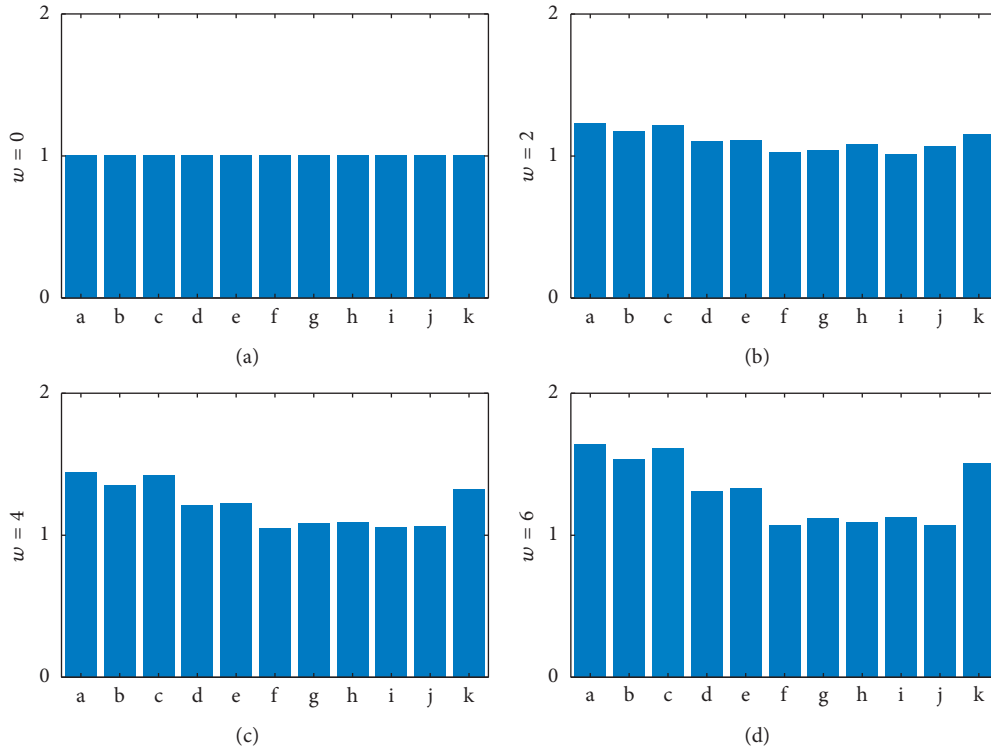 2
1
0
w = 0
a b c d e f g h i j k
(a)
2
1
0
w = 2
a b c d e f g h i j k
(b)
2
1
0
w = 4
a b c d e f g h i j k
(c)
2
1
0
w = 6
a b c d e f g h i j k
(d)